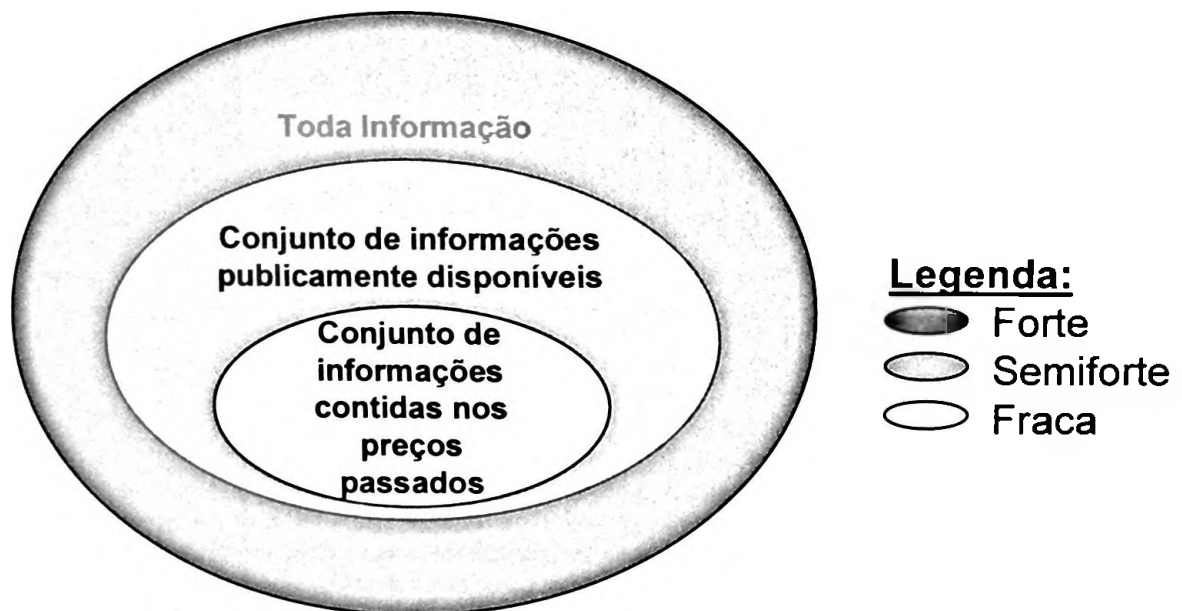 Toda Informação
Conjunto de informações
publicamente disponíveis
Conjunto de
informações
contidas nos
preços
passados
Legenda:
Forte
Semiforte
Fraca